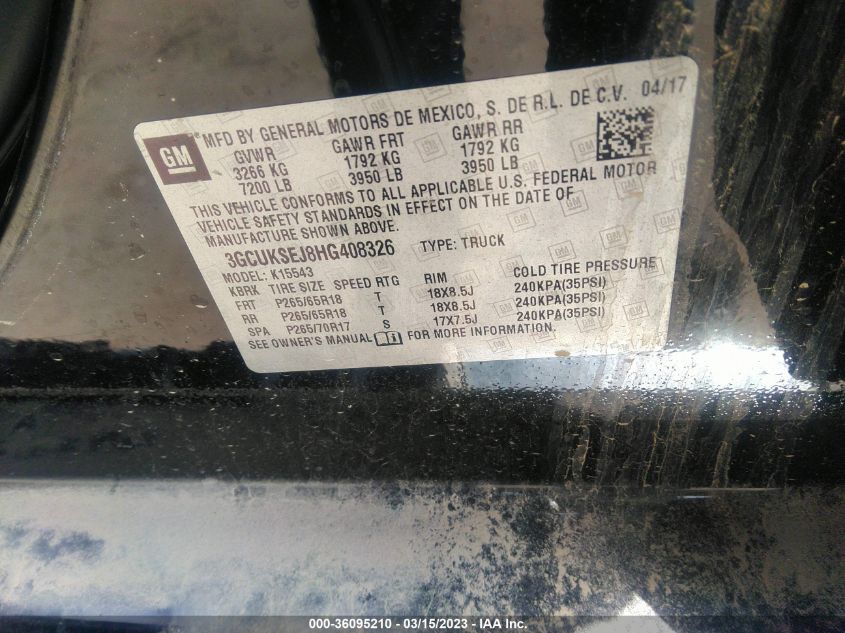 GM MFD BY GENERAL MOTORS DE MEXICO, S. DE R.L. DE C.V. 04/17
GVWR GAWR FRT GAWR RR
3266 KG 1792 KG 1792 KG
7200 LB 3950 LB 3950 LB
THIS VEHICLE CONFORMS TO ALL APPLICABLE U.S. FEDERAL MOTOR
VEHICLE SAFETY STANDARDS IN EFFECT ON THE DATE OF
MANUFACTURE SHOWN ABOVE.
3GCUKSEJ8HG408326 TYPE: TRUCK
MODEL: K15543
KBRK TIRE SIZE SPEED RTG RIM COLD TIRE PRESSURE
FRT P265/65R18 T 18X8.5J 240KPA(35PSI)
RR P265/65R18 T 18X8.5J 240KPA(35PSI)
SPA P265/70R17 S 17X7.5J 240KPA(35PSI)
SEE OWNER'S MANUAL FOR MORE INFORMATION.
000-36095210 - 03/15/2023 - IAA Inc.